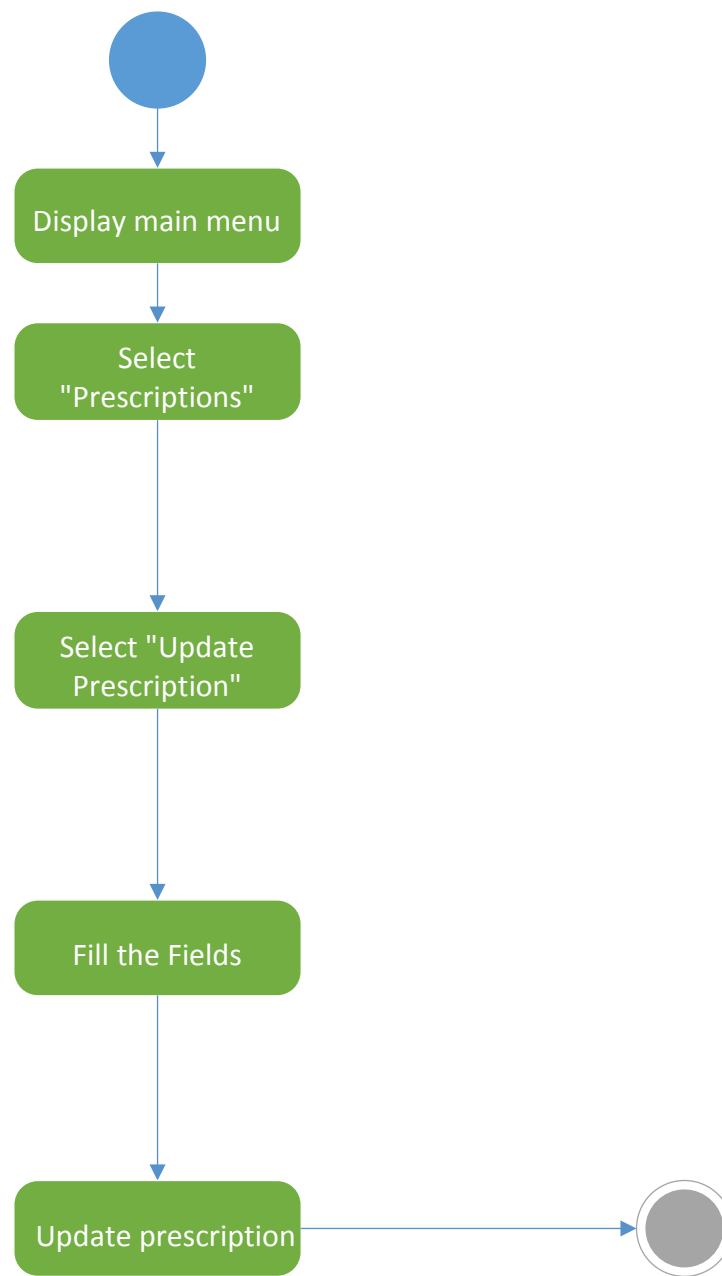 Display main menu
Select
"Prescriptions"
Select "Update
Prescription"
Fill the Fields
Update prescription